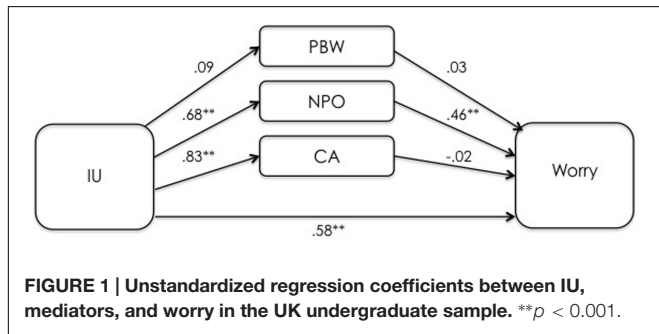 PBW
.09
.03
NPO
.68**
.46**
.83**
CA
-.02
IU
Worry
.58**
FIGURE 1 | Unstandardized regression coefficients between IU,
mediators, and worry in the UK undergraduate sample. **p < 0.001.